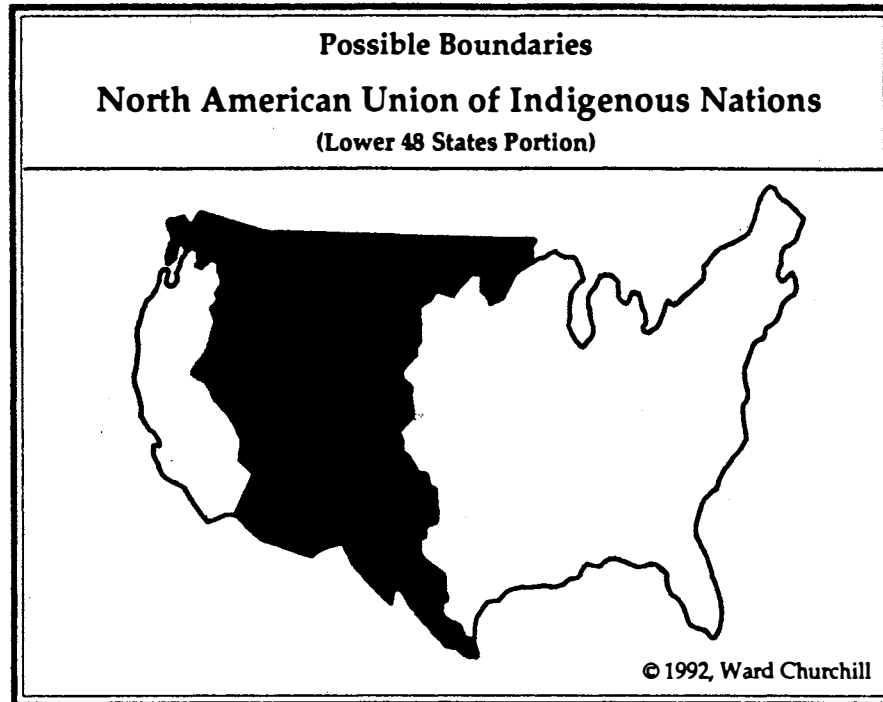 Possible Boundaries
North American Union of Indigenous Nations
(Lower 48 States Portion)
© 1992, Ward Churchill